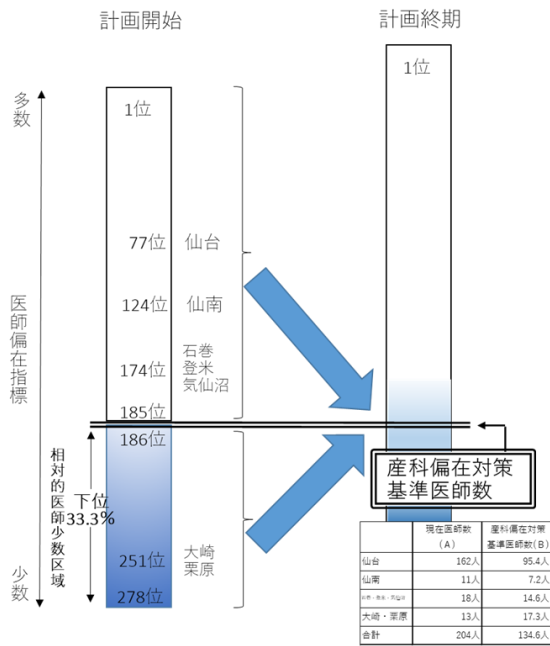 計画開始
計画終期
多数
1位
1位
77位
仙台
124位
仙南
医師偏在指標
174位
石巻
登米
気仙沼
185位
186位
相対的医師少数区域
下位
33.3%
産科偏在対策
基準医師数
251位
大崎
栗原
少数
278位
現在医師数
(A)
産科偏在対策
基準医師数(B)
仙台 162人 95.4人
仙南 11人 7.2人
石巻・登米・気仙沼 18人 14.6人
大崎・栗原 13人 17.3人
合計 204人 134.6人